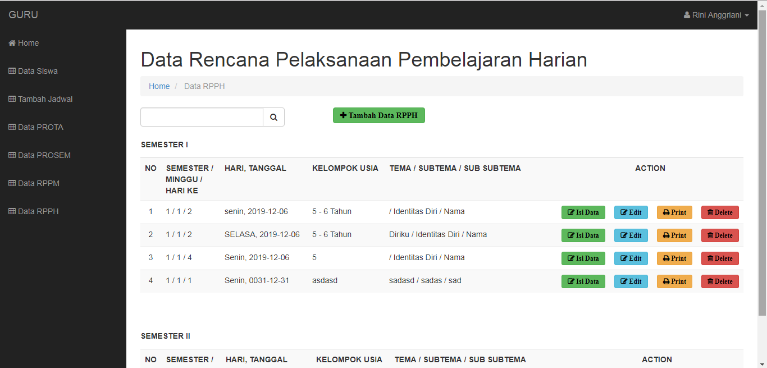 GURU
Rini Anggriani
Home
Data Siswa
Tambah Jadwal
Data PROTA
Data PROSEM
Data RPPM
Data RPPH
Data Rencana Pelaksanaan Pembelajaran Harian
Home / Data RPPH
Tambah Data RPPH
SEMESTER I
NO SEMESTER / MINGGU / HARI KE HARI, TANGGAL KELOMPOK USIA TEMA / SUBTEMA / SUB SUBTEMA ACTION
1 1 / 1 / 2 senin, 2019-12-06 5 - 6 Tahun / Identitas Diri / Nama Isi Data Edit Print Delete
2 1 / 1 / 2 SELASA, 2019-12-06 5 - 6 Tahun Diriku / Identitas Diri / Nama Isi Data Edit Print Delete
3 1 / 1 / 4 Senin, 2019-12-06 5 / Identitas Diri / Nama Isi Data Edit Print Delete
4 1 / 1 / 1 Senin, 0031-12-31 asdasd sadasd / sadas / sad Isi Data Edit Print Delete
SEMESTER II
NO SEMESTER / HARI, TANGGAL KELOMPOK USIA TEMA / SUBTEMA / SUB SUBTEMA ACTION